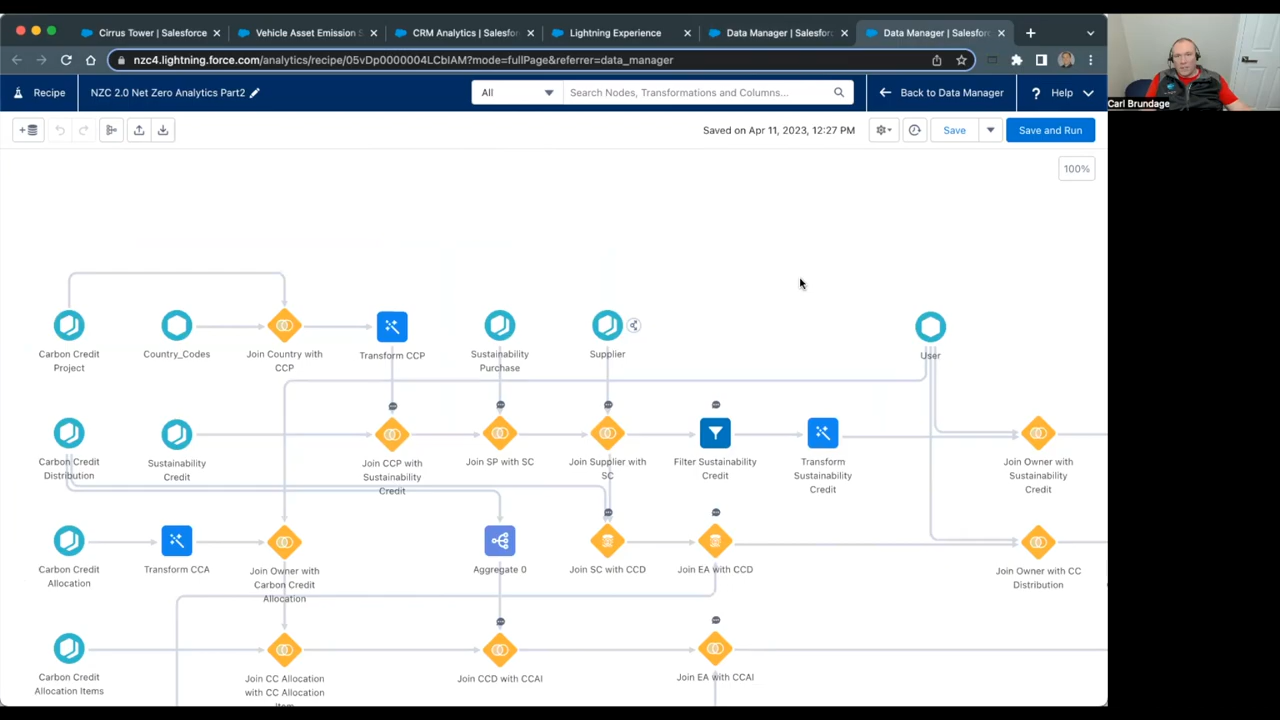 Cirrus Tower | Salesforce
Vehicle Asset Emission S
CRM Analytics | Salesfor
Lightning Experience
Data Manager | Salesfor
Data Manager | Salesfor
nzc4.lightning.force.com/analytics/recipe/05vDp0000004LCbIAM?mode=fullPage&referrer=data_manager
Carl Brundage
Recipe
NZC 2.0 Net Zero Analytics Part2
All
Search Nodes, Transformations and Columns...
Back to Data Manager
Help
Saved on Apr 11, 2023, 12:27 PM
Save
Save and Run
100%
Carbon Credit
Project
Country_Codes
Join Country with
CCP
Transform CCP
Sustainability
Purchase
Supplier
User
Carbon Credit
Distribution
Sustainability
Credit
Join CCP with
Sustainability
Credit
Join SP with SC
Join Supplier with
SC
Filter Sustainability
Credit
Transform
Sustainability
Credit
Join Owner with
Sustainability
Credit
Carbon Credit
Allocation
Transform CCA
Join Owner with
Carbon Credit
Allocation
Aggregate 0
Join SC with CCD
Join EA with CCD
Join Owner with CC
Distribution
Carbon Credit
Allocation Items
Join CC Allocation
with CC Allocation
Item
Join CCD with CCAI
Join EA with CCAI